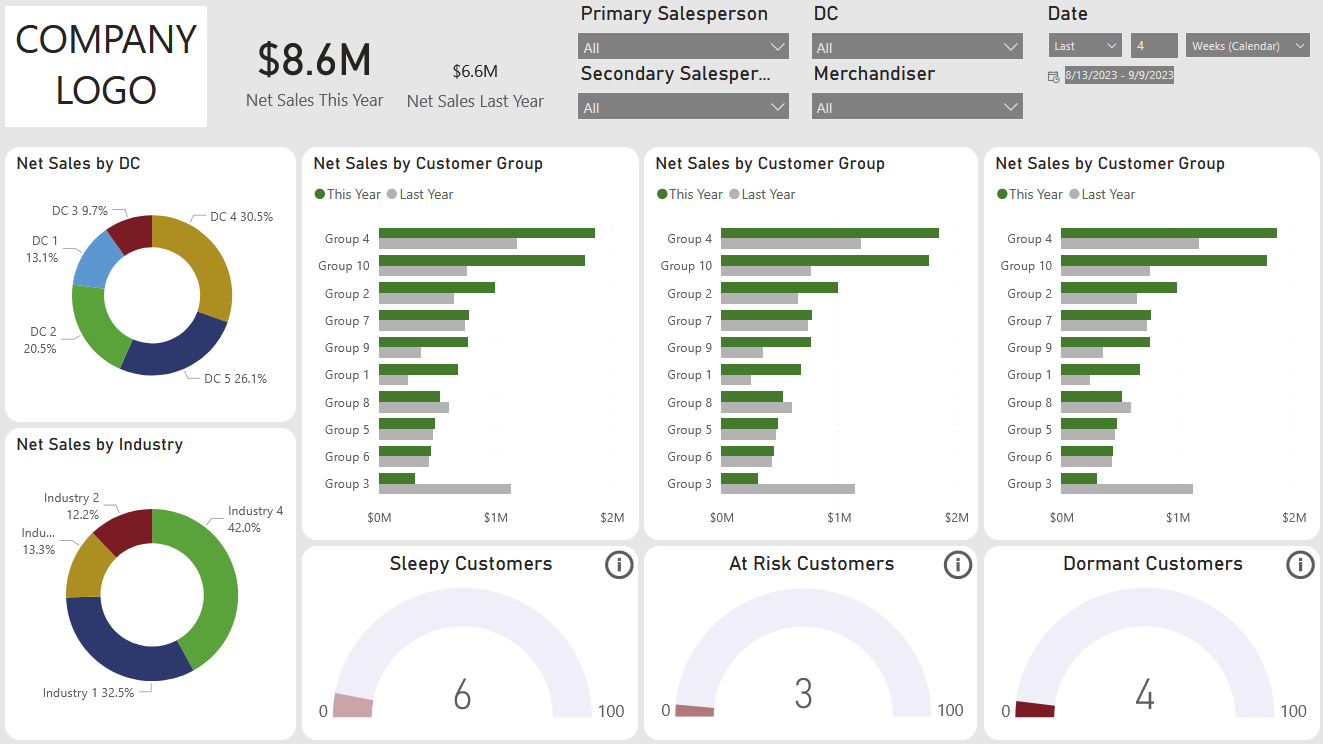 COMPANY
LOGO
$8.6M
Net Sales This Year
$6.6M
Net Sales Last Year
Primary Salesperson
All
Secondary Salesper...
All
DC
All
Merchandiser
All
Date
Last
4
Weeks (Calendar)
8/13/2023 - 9/9/2023
Net Sales by DC
DC 3 9.7%
DC 4 30.5%
DC 1
13.1%
DC 2
20.5%
DC 5 26.1%
Net Sales by Industry
Industry 2
12.2%
Industry 4
42.0%
Indu...
13.3%
Industry 1 32.5%
Net Sales by Customer Group
This Year Last Year
Group 4
Group 10
Group 2
Group 7
Group 9
Group 1
Group 8
Group 5
Group 6
Group 3
$0M $1M $2M
Net Sales by Customer Group
This Year Last Year
Group 4
Group 10
Group 2
Group 7
Group 9
Group 1
Group 8
Group 5
Group 6
Group 3
$0M $1M $2M
Net Sales by Customer Group
This Year Last Year
Group 4
Group 10
Group 2
Group 7
Group 9
Group 1
Group 8
Group 5
Group 6
Group 3
$0M $1M $2M
Sleepy Customers
0 6 100
At Risk Customers
0 3 100
Dormant Customers
0 4 100